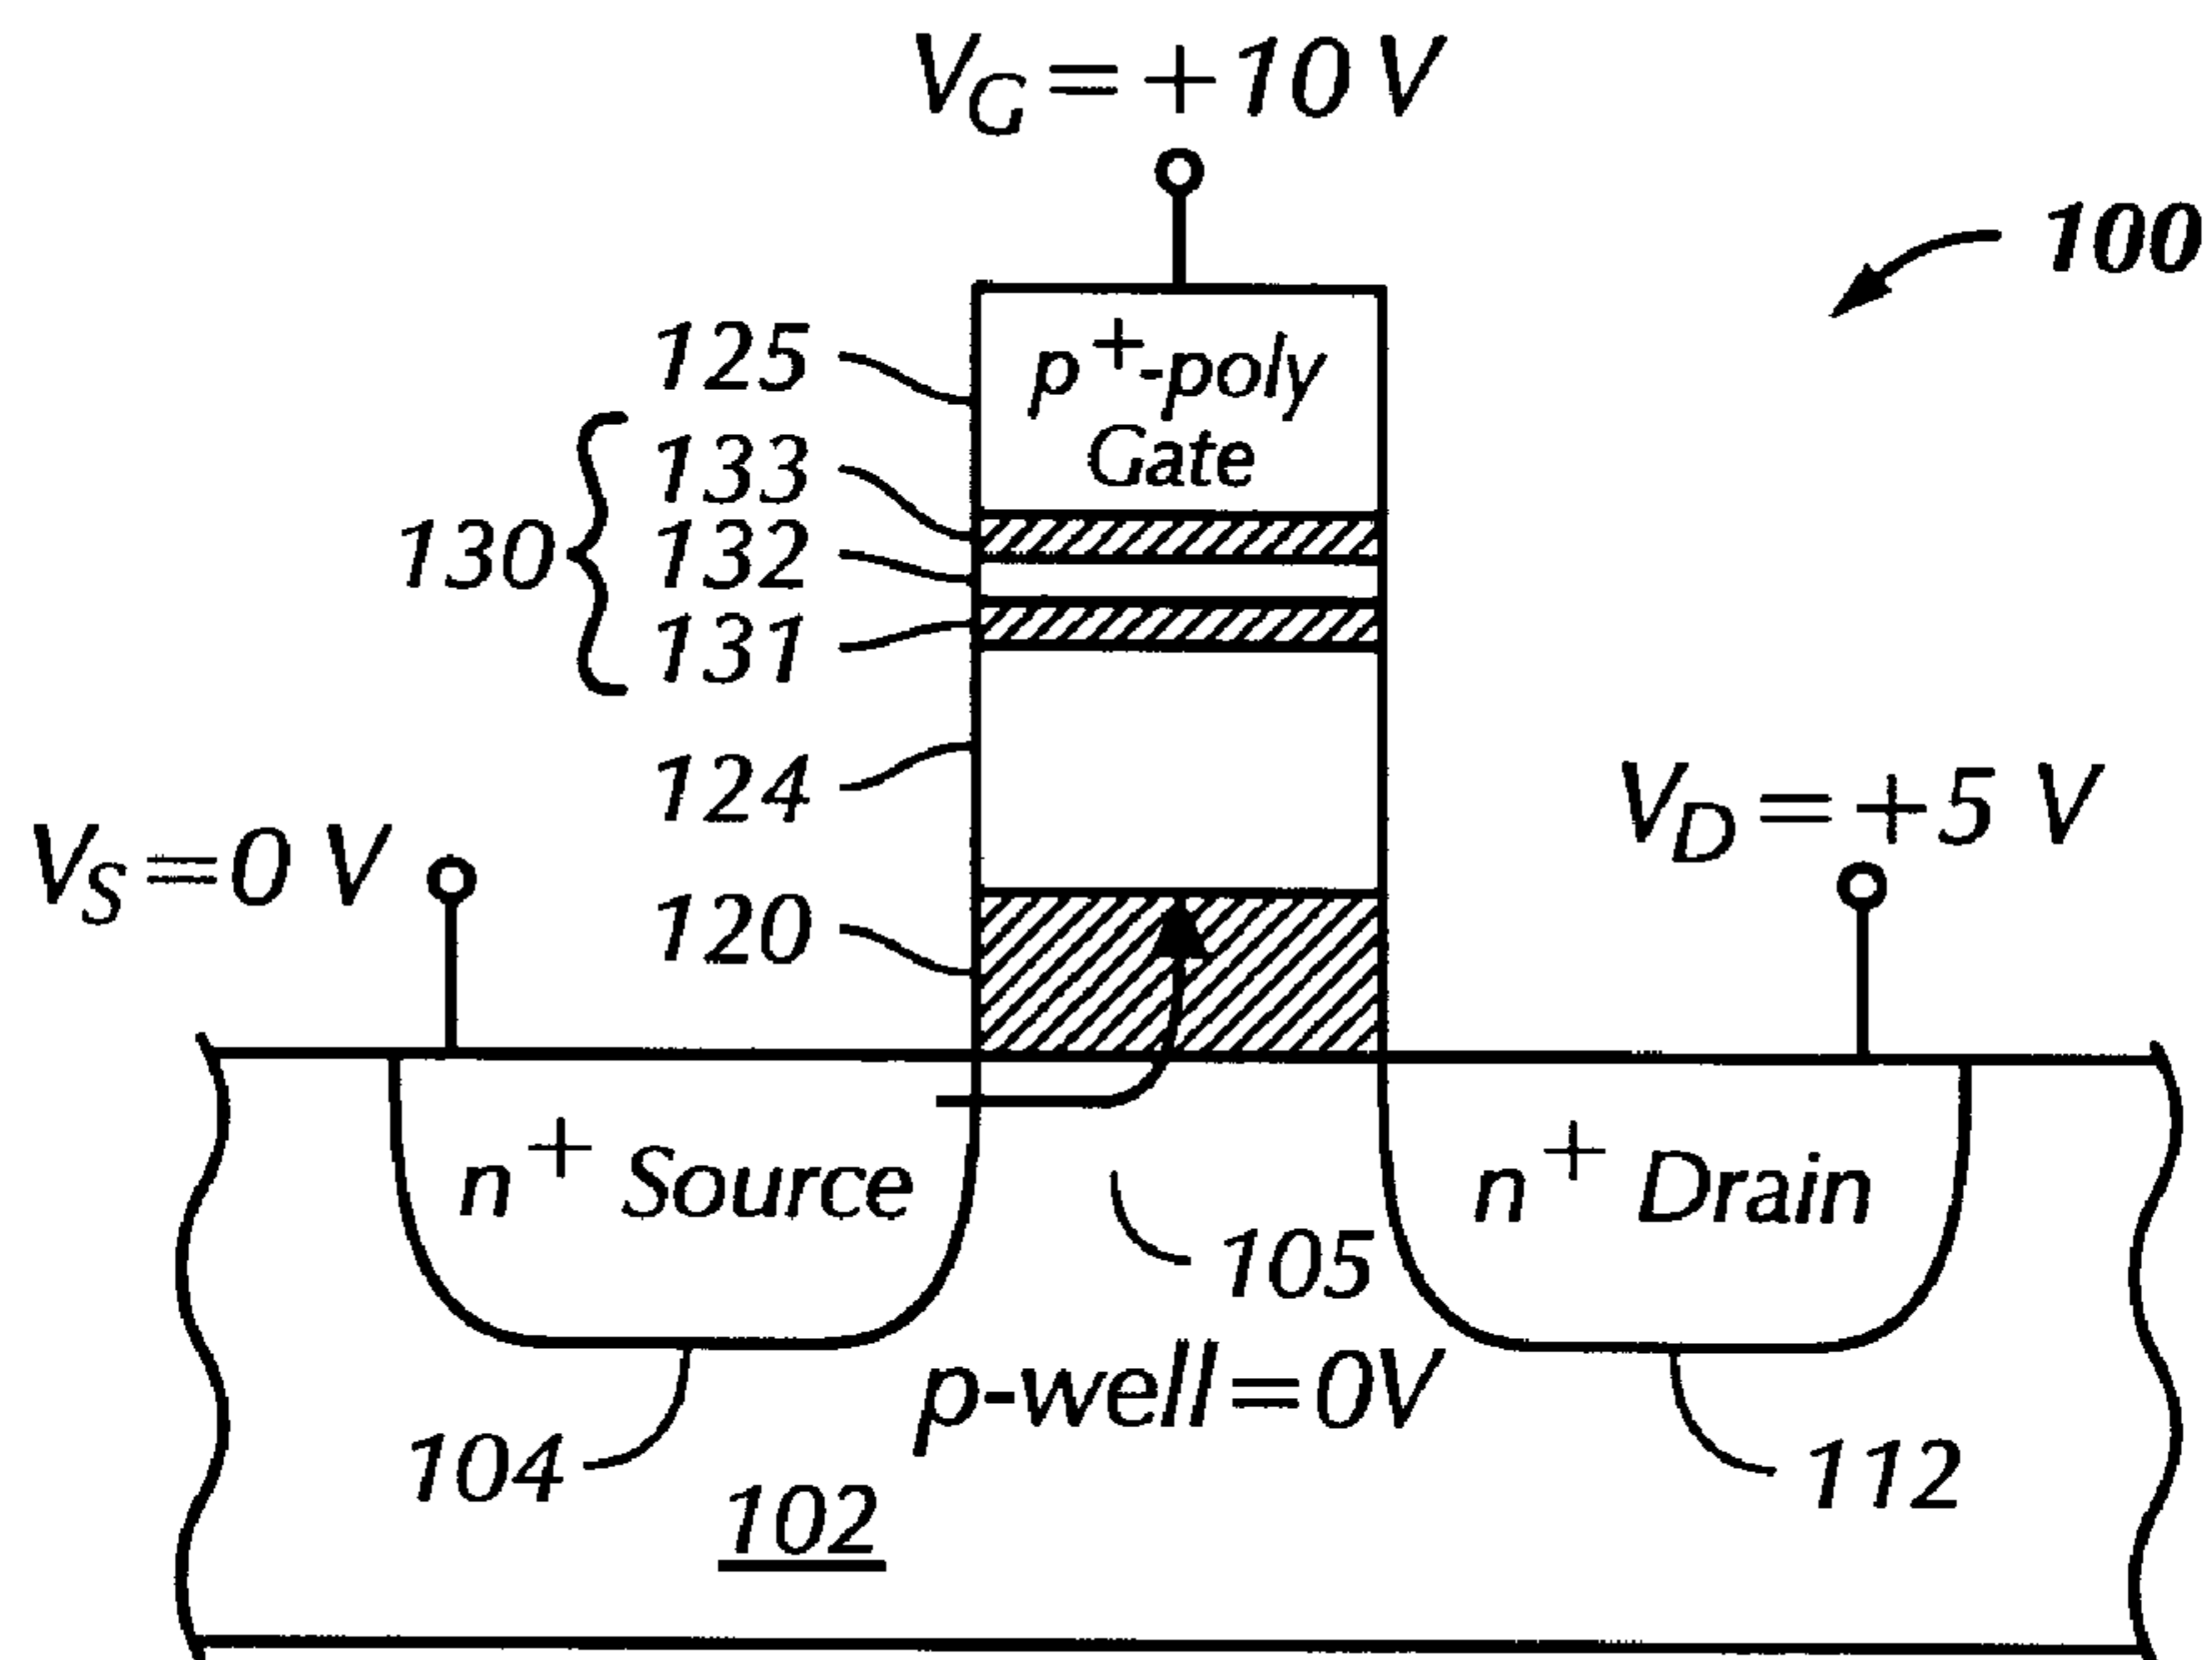 V_G=+10 V
100
125
p⁺-poly
Gate
133
130
132
131
124
V_D=+5 V
V_S=0 V
120
n⁺ Source
n⁺ Drain
105
p-well=0V
104
112
102